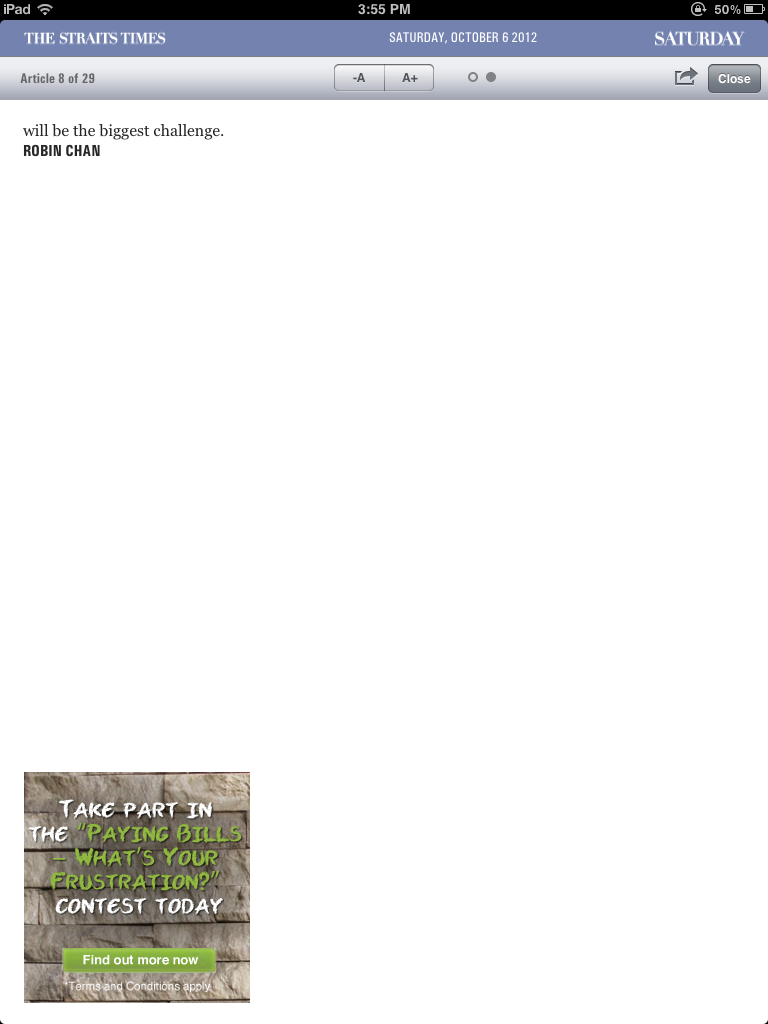 iPad 3:55 PM 50%
THE STRAITS TIMES SATURDAY, OCTOBER 6 2012 SATURDAY
Article 8 of 29 -A A+ Close
will be the biggest challenge.
ROBIN CHAN
TAKE PART IN
THE "PAYING BILLS
– WHAT'S YOUR
FRUSTRATION?"
CONTEST TODAY
Find out more now
*Terms and Conditions apply